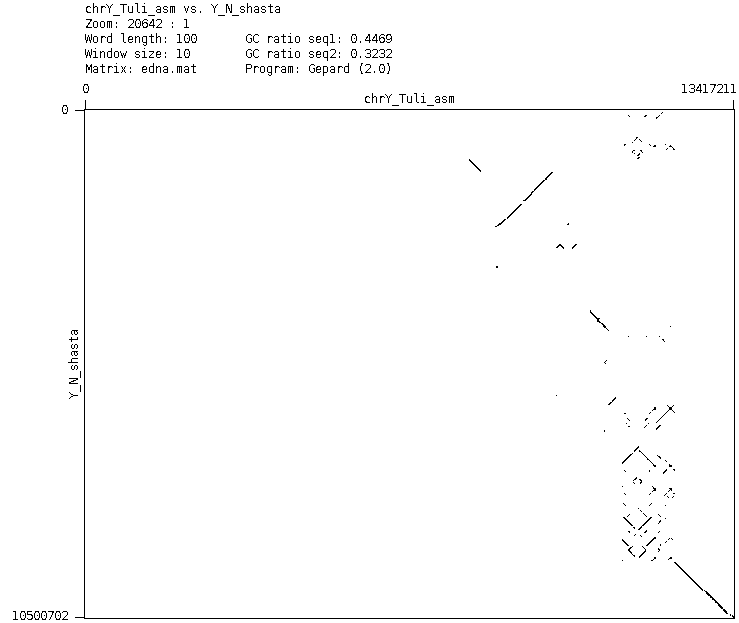 chrY_Tuli_asm vs. Y_N_shasta
Zoom: 20642 : 1
Word length: 100 GC ratio seq1: 0.4469
Window size: 10 GC ratio seq2: 0.3232
Matrix: edna.mat Program: Gepard (2.0)
0 13417211
chrY_Tuli_asm
0
Y_N_shasta
10500702